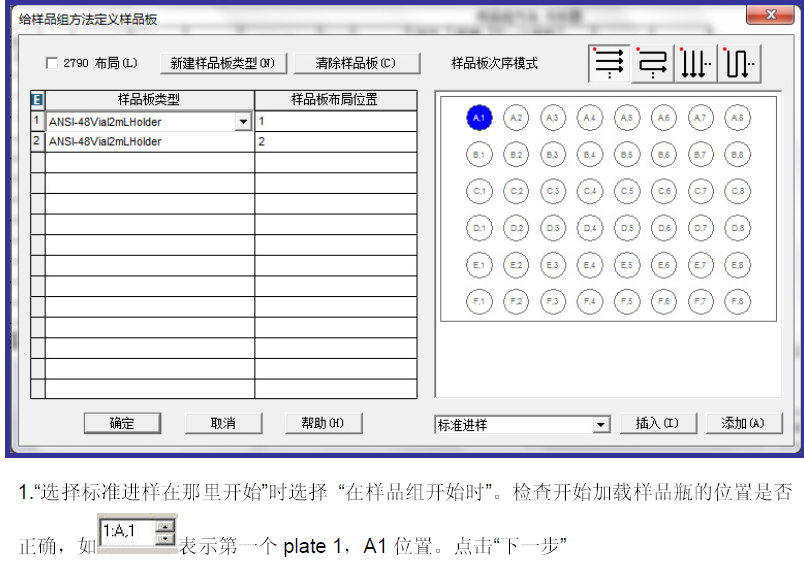 给样品组方法定义样品板
2790 布局(L) 新建样品板类型(N) 清除样品板(C) 样品板次序模式
E 样品板类型 样品板布局位置
1 ANSI-48Vial2mLHolder 1
2 ANSI-48Vial2mLHolder 2
A,1 A,2 A,3 A,4 A,5 A,6 A,7 A,8
B,1 B,2 B,3 B,4 B,5 B,6 B,7 B,8
C,1 C,2 C,3 C,4 C,5 C,6 C,7 C,8
D,1 D,2 D,3 D,4 D,5 D,6 D,7 D,8
E,1 E,2 E,3 E,4 E,5 E,6 E,7 E,8
F,1 F,2 F,3 F,4 F,5 F,6 F,7 F,8
确定 取消 帮助(H) 标准进样 插入(I) 添加(A)
1.“选择标准进样在那里开始”时选择 “在样品组开始时”。检查开始加载样品瓶的位置是否
正确，如 1:A,1 表示第一个 plate 1，A1 位置。点击“下一步”